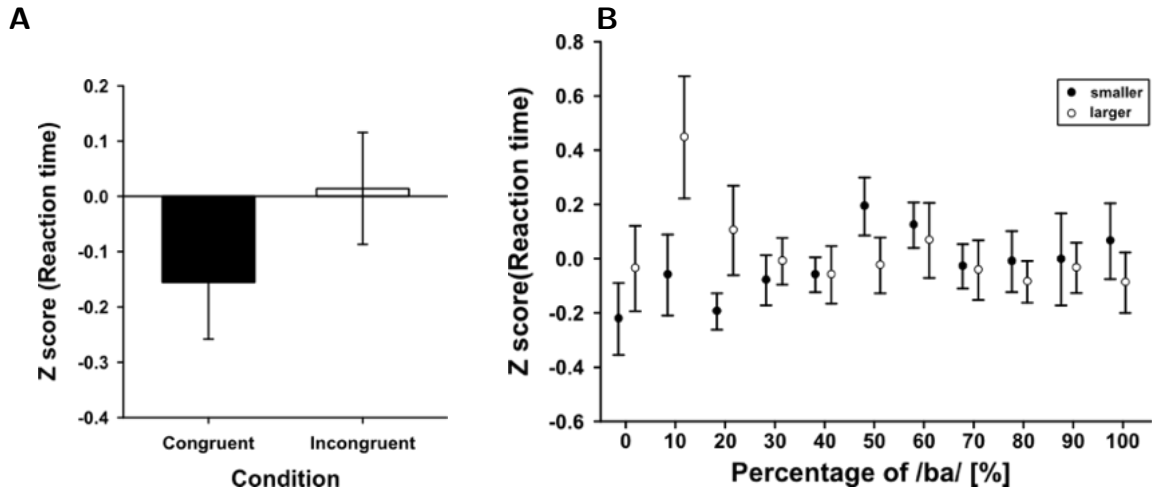 A
Z score (Reaction time)
0.2
0.1
0.0
-0.1
-0.2
-0.3
-0.4
Congruent
Incongruent
Condition
B
Z score(Reaction time)
0.8
0.6
0.4
0.2
0.0
-0.2
-0.4
-0.6
smaller
larger
0 10 20 30 40 50 60 70 80 90 100
Percentage of /ba/ [%]